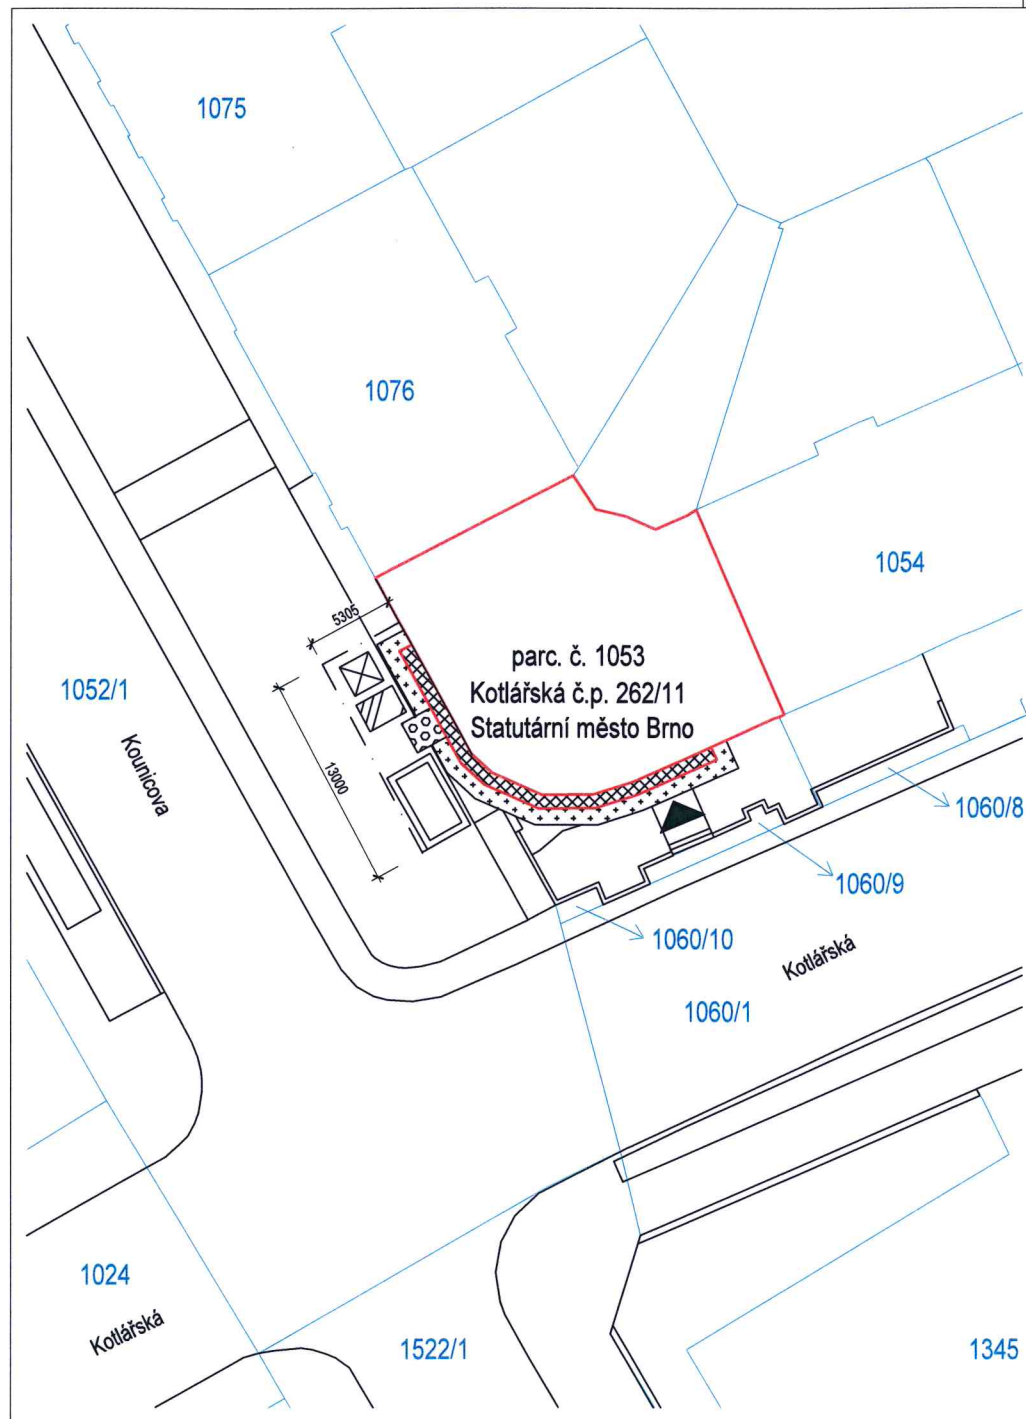 1075
1076
1054
5305
parc. č. 1053
Kotlářská č.p. 262/11
Statutární město Brno
1052/1
Kounicova
13000
1060/8
1060/9
1060/10
Kotlářská
1060/1
1024
Kotlářská
1522/1
1345